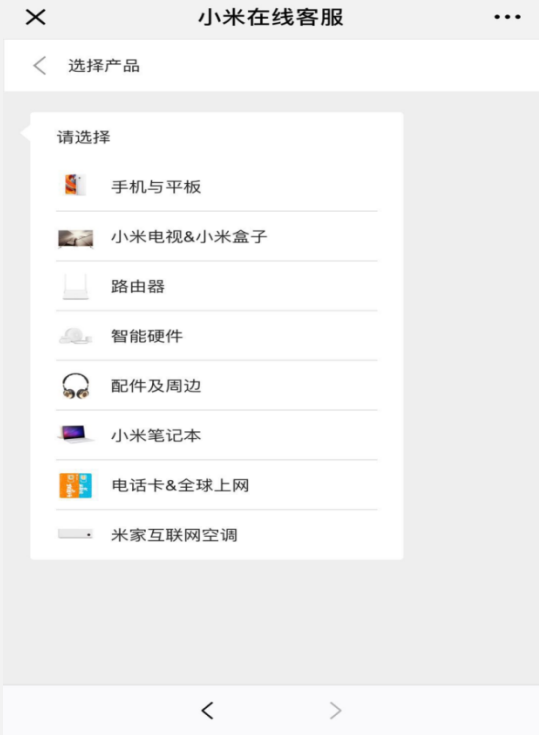 小米在线客服
选择产品
请选择
手机与平板
小米电视&小米盒子
路由器
智能硬件
配件及周边
小米笔记本
电话卡&全球上网
米家互联网空调